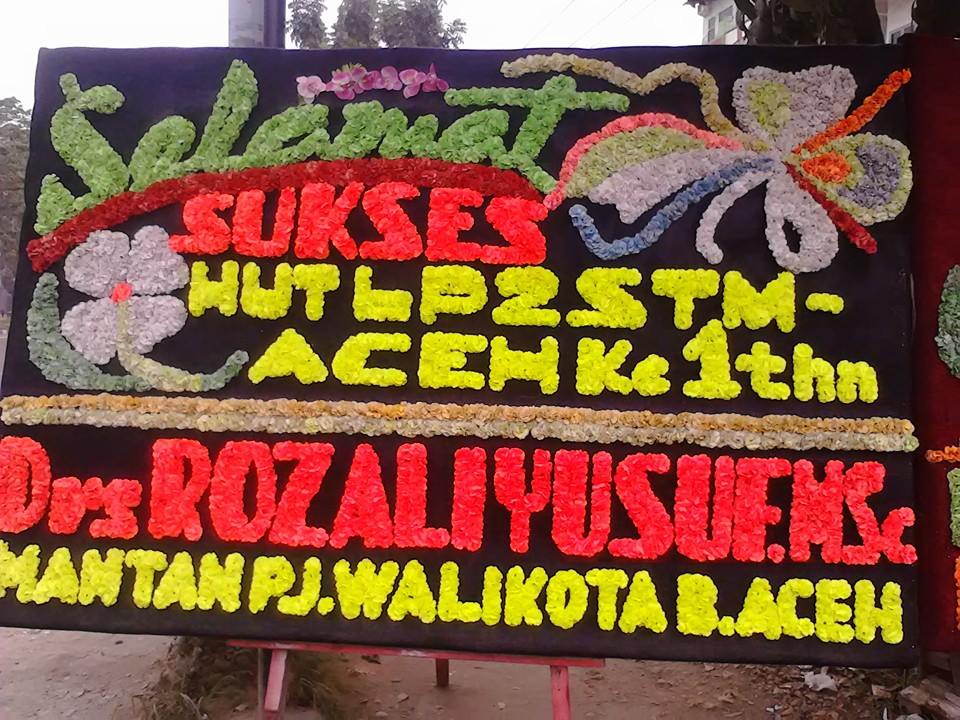 Selamat
SUKSES
HUT LP2STM-
ACEH Ke 1thn
Drs ROZALI YUSUF.MSc
MANTAN PJ.WALIKOTA B.ACEH